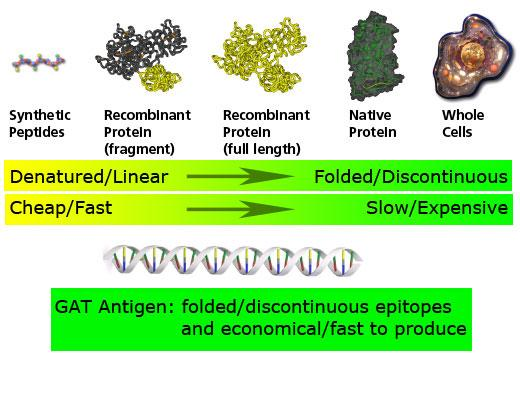 Synthetic
Peptides
Recombinant
Protein
(fragment)
Recombinant
Protein
(full length)
Native
Protein
Whole
Cells
Denatured/Linear Folded/Discontinuous
Cheap/Fast Slow/Expensive
GAT Antigen: folded/discontinuous epitopes
and economical/fast to produce